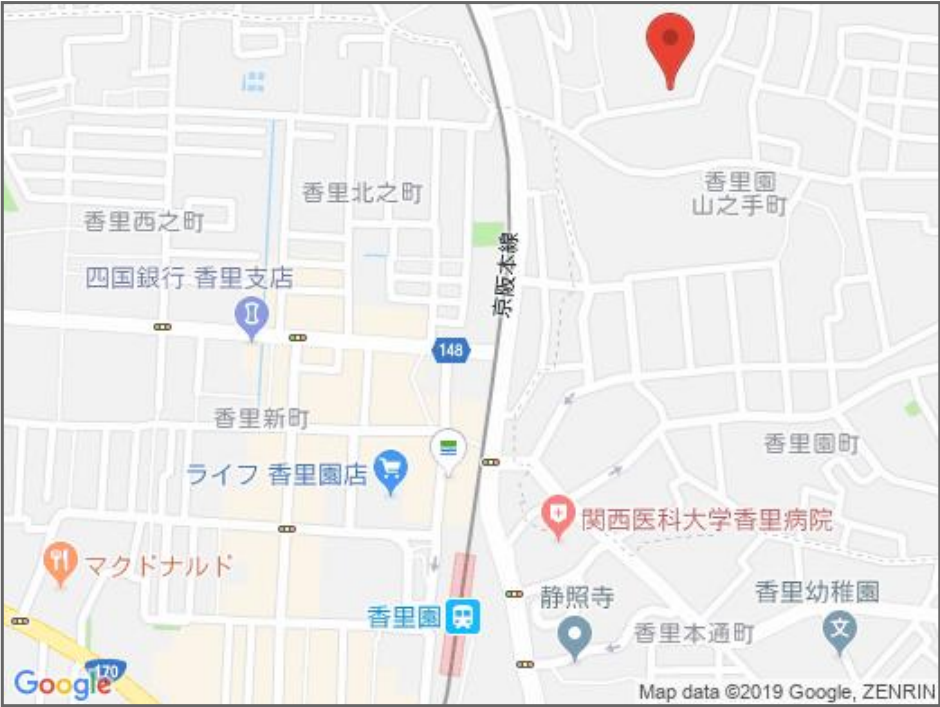 香里園
山之手町
香里北之町
香里西之町
京阪本線
四国銀行 香里支店
148
香里新町
香里園町
ライフ 香里園店
関西医科大学香里病院
マクドナルド
香里園
静照寺
香里幼稚園
文
香里本通町
170
Google
Map data ©2019 Google, ZENRIN